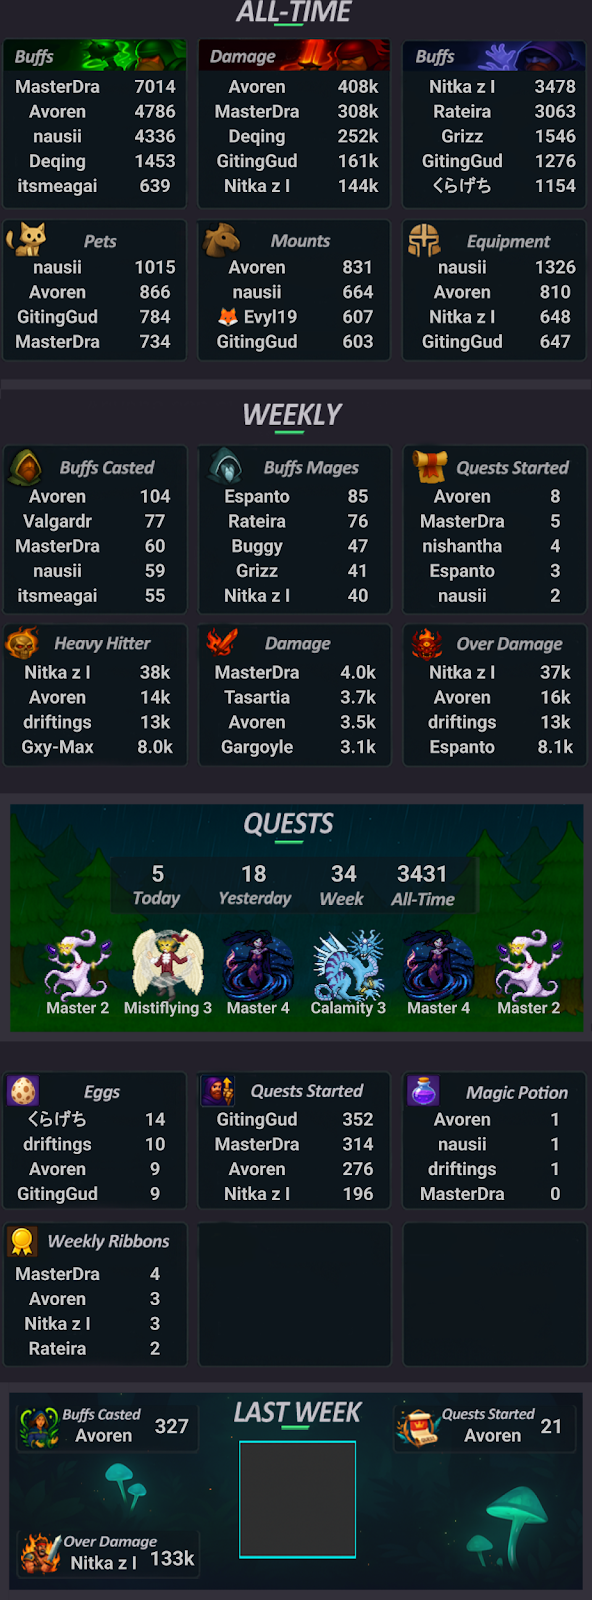 ALL-TIME
Buffs
MasterDra 7014
Avoren 4786
nausii 4336
Deqing 1453
itsmeagai 639
Damage
Avoren 408k
MasterDra 308k
Deqing 252k
GitingGud 161k
Nitka z I 144k
Buffs
Nitka z I 3478
Rateira 3063
Grizz 1546
GitingGud 1276
くらげち 1154
Pets
nausii 1015
Avoren 866
GitingGud 784
MasterDra 734
Mounts
Avoren 831
nausii 664
🦊 Evyl19 607
GitingGud 603
Equipment
nausii 1326
Avoren 810
Nitka z I 648
GitingGud 647
WEEKLY
Buffs Casted
Avoren 104
Valgardr 77
MasterDra 60
nausii 59
itsmeagai 55
Buffs Mages
Espanto 85
Rateira 76
Buggy 47
Grizz 41
Nitka z I 40
Quests Started
Avoren 8
MasterDra 5
nishantha 4
Espanto 3
nausii 2
Heavy Hitter
Nitka z I 38k
Avoren 14k
driftings 13k
Gxy-Max 8.0k
Damage
MasterDra 4.0k
Tasartia 3.7k
Avoren 3.5k
Gargoyle 3.1k
Over Damage
Nitka z I 37k
Avoren 16k
driftings 13k
Espanto 8.1k
QUESTS
5 18 34 3431
Today Yesterday Week All-Time
Master 2 Mistiflying 3 Master 4 Calamity 3 Master 4 Master 2
Eggs
くらげち 14
driftings 10
Avoren 9
GitingGud 9
Quests Started
GitingGud 352
MasterDra 314
Avoren 276
Nitka z I 196
Magic Potion
Avoren 1
nausii 1
driftings 1
MasterDra 0
Weekly Ribbons
MasterDra 4
Avoren 3
Nitka z I 3
Rateira 2
LAST WEEK
Buffs Casted
Avoren 327
Quests Started
Avoren 21
Over Damage
Nitka z I 133k